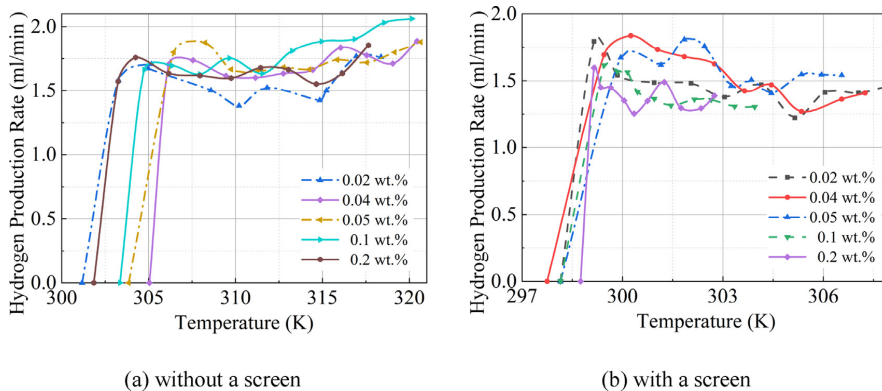 Hydrogen Production Rate (ml/min)
2.0
1.5
1.0
0.5
0.0
300
305
310
315
320
Temperature (K)
0.02 wt.%
0.04 wt.%
0.05 wt.%
0.1 wt.%
0.2 wt.%
(a) without a screen
Hydrogen Production Rate (ml/min)
2.0
1.5
1.0
0.5
0.0
297
300
303
306
Temperature (K)
0.02 wt.%
0.04 wt.%
0.05 wt.%
0.1 wt.%
0.2 wt.%
(b) with a screen